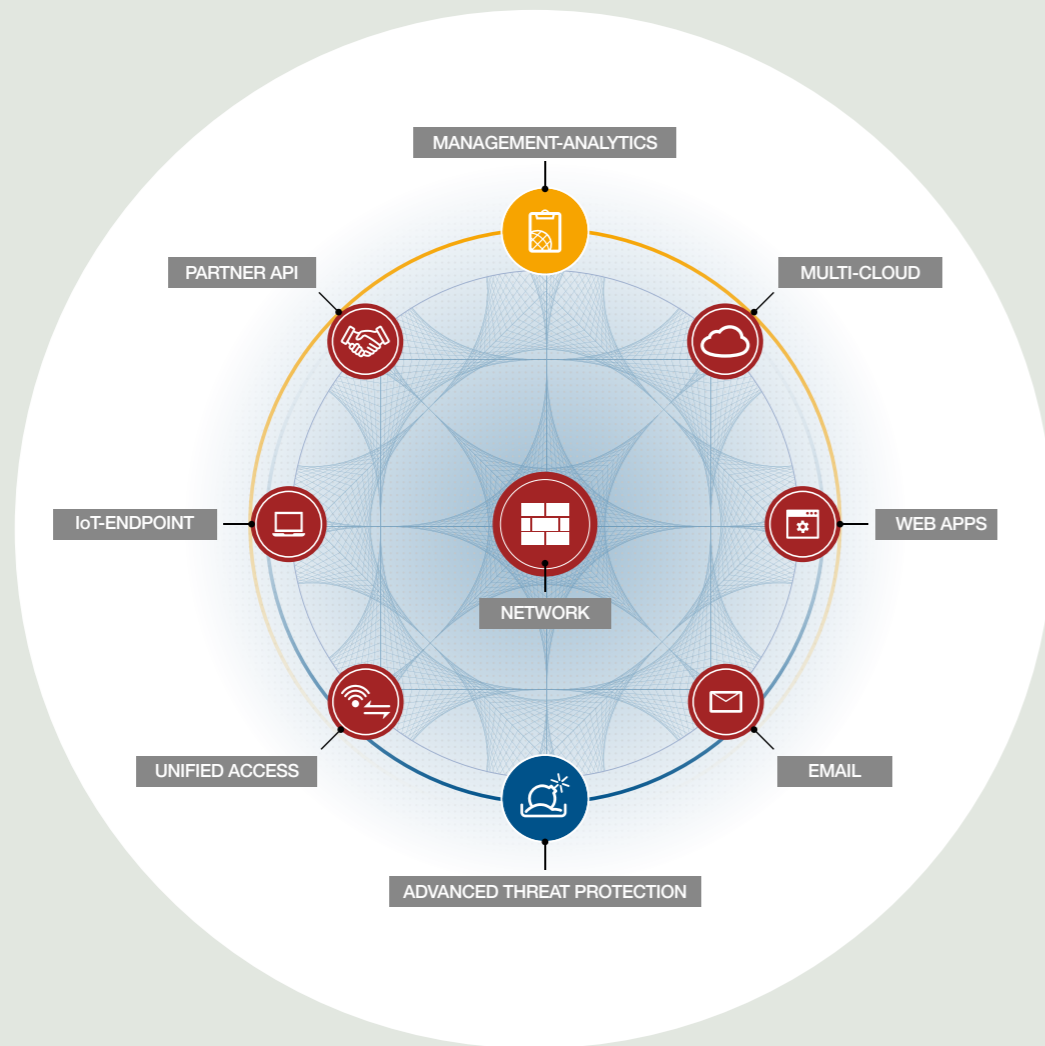 MANAGEMENT-ANALYTICS
PARTNER API
MULTI-CLOUD
IoT-ENDPOINT
WEB APPS
NETWORK
UNIFIED ACCESS
EMAIL
ADVANCED THREAT PROTECTION